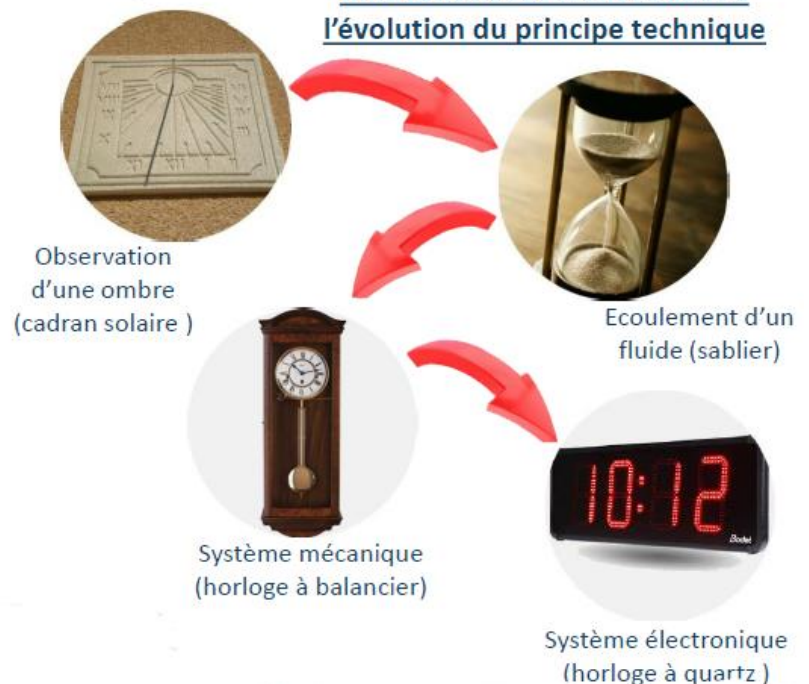 l'évolution du principe technique
Observation
d'une ombre
(cadran solaire )
Ecoulement d'un
fluide (sablier)
Système mécanique
(horloge à balancier)
10:12
Bodet
Système électronique
(horloge à quartz )